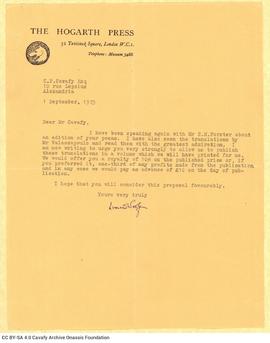 THE HOGARTH PRESS
52 Tavistock Square, London W.C.1.
Telephone: Museum 3488
C.P.Cavafy Esq
10 rue Lepsius
Alexandria
1 September, 1925
Dear Mr Cavafy,
I have been speaking again with Mr E.M.Forster about
an edition of your poems. I have also seen the translations by
Mr Valassopoulo and read them with the greatest admiration. I
am now writing to urge you very strongly to allow us to publish
these translations in a volume which we will have printed for us.
We would offer you a royalty of 10% on the published price or, if
you preferred it, one-third of any profits made from the publication
and in any case we would pay an advance of £10 on the day of pub-
lication.
I hope that you will consider this proposal favourably.
Yours very truly
CC BY-SA 4.0 Cavafy Archive Onassis Foundation